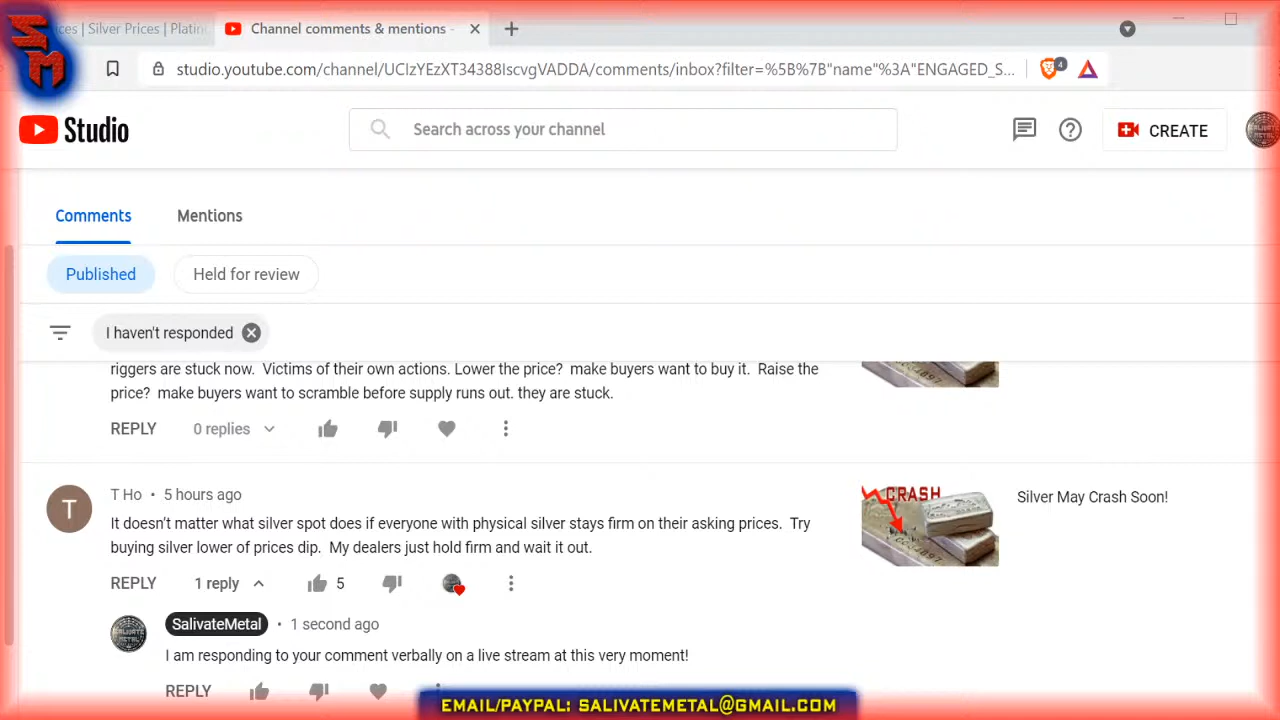 SM
ices | Silver Prices | Platin
Channel comments & mentions -
studio.youtube.com/channel/UCIzYEzXT34388IscvgVADDA/comments/inbox?filter=%5B%7B"name"%3A"ENGAGED_S...
4
Studio
Search across your channel
CREATE
Comments
Mentions
Published
Held for review
I haven't responded
riggers are stuck now. Victims of their own actions. Lower the price? make buyers want to buy it. Raise the
price? make buyers want to scramble before supply runs out. they are stuck.
REPLY
0 replies
T
T Ho • 5 hours ago
It doesn't matter what silver spot does if everyone with physical silver stays firm on their asking prices. Try
buying silver lower of prices dip. My dealers just hold firm and wait it out.
CRASH
Silver May Crash Soon!
REPLY
1 reply
5
SalivateMetal • 1 second ago
I am responding to your comment verbally on a live stream at this very moment!
REPLY
EMAIL/PAYPAL: SALIVATEMETAL@GMAIL.COM